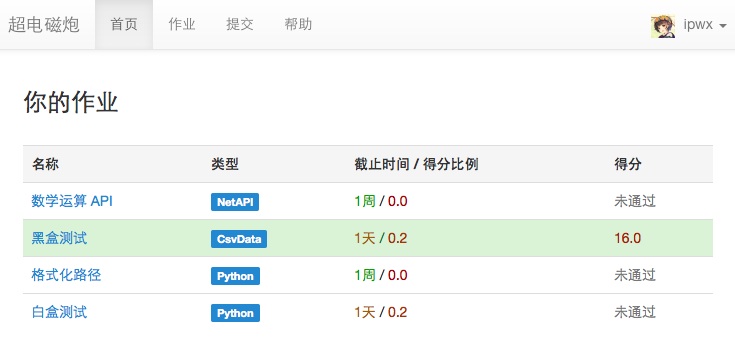 超电磁炮 首页 作业 提交 帮助 ipwx
你的作业
名称 类型 截止时间 / 得分比例 得分
数学运算 API NetAPI 1周 / 0.0 未通过
黑盒测试 CsvData 1天 / 0.2 16.0
格式化路径 Python 1周 / 0.0 未通过
白盒测试 Python 1天 / 0.2 未通过